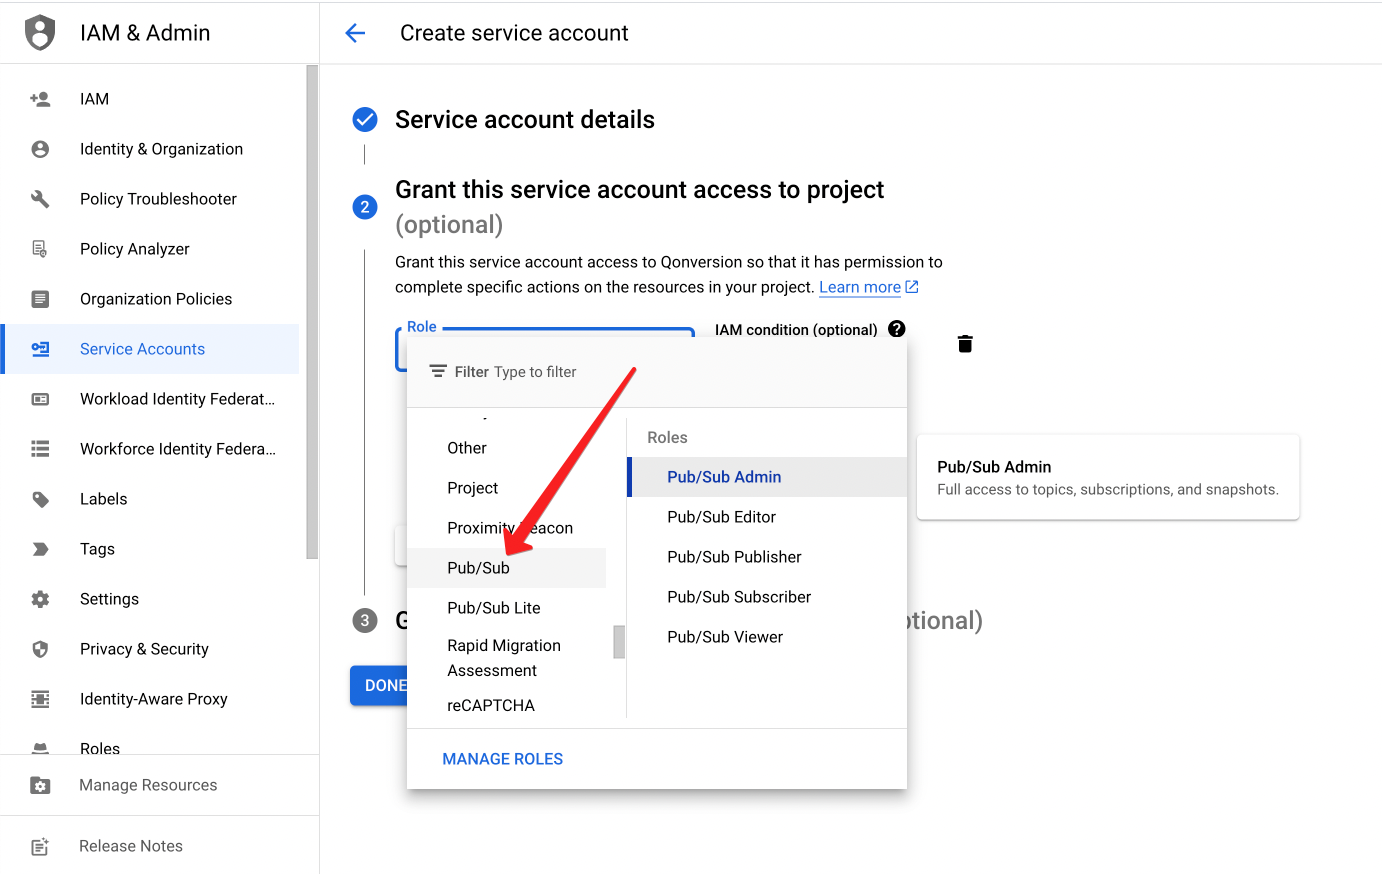 IAM & Admin
Create service account
IAM
Identity & Organization
Policy Troubleshooter
Policy Analyzer
Organization Policies
Service Accounts
Workload Identity Federat...
Workforce Identity Federa...
Labels
Tags
Settings
Privacy & Security
Identity-Aware Proxy
Roles
Manage Resources
Release Notes
Service account details
2
Grant this service account access to project
(optional)
Grant this service account access to Qonversion so that it has permission to
complete specific actions on the resources in your project. Learn more
Role
IAM condition (optional)
Filter Type to filter
Other
Project
Proximity Beacon
Pub/Sub
Pub/Sub Lite
Rapid Migration
Assessment
reCAPTCHA
Roles
Pub/Sub Admin
Pub/Sub Editor
Pub/Sub Publisher
Pub/Sub Subscriber
Pub/Sub Viewer
MANAGE ROLES
Pub/Sub Admin
Full access to topics, subscriptions, and snapshots.
3
DONE